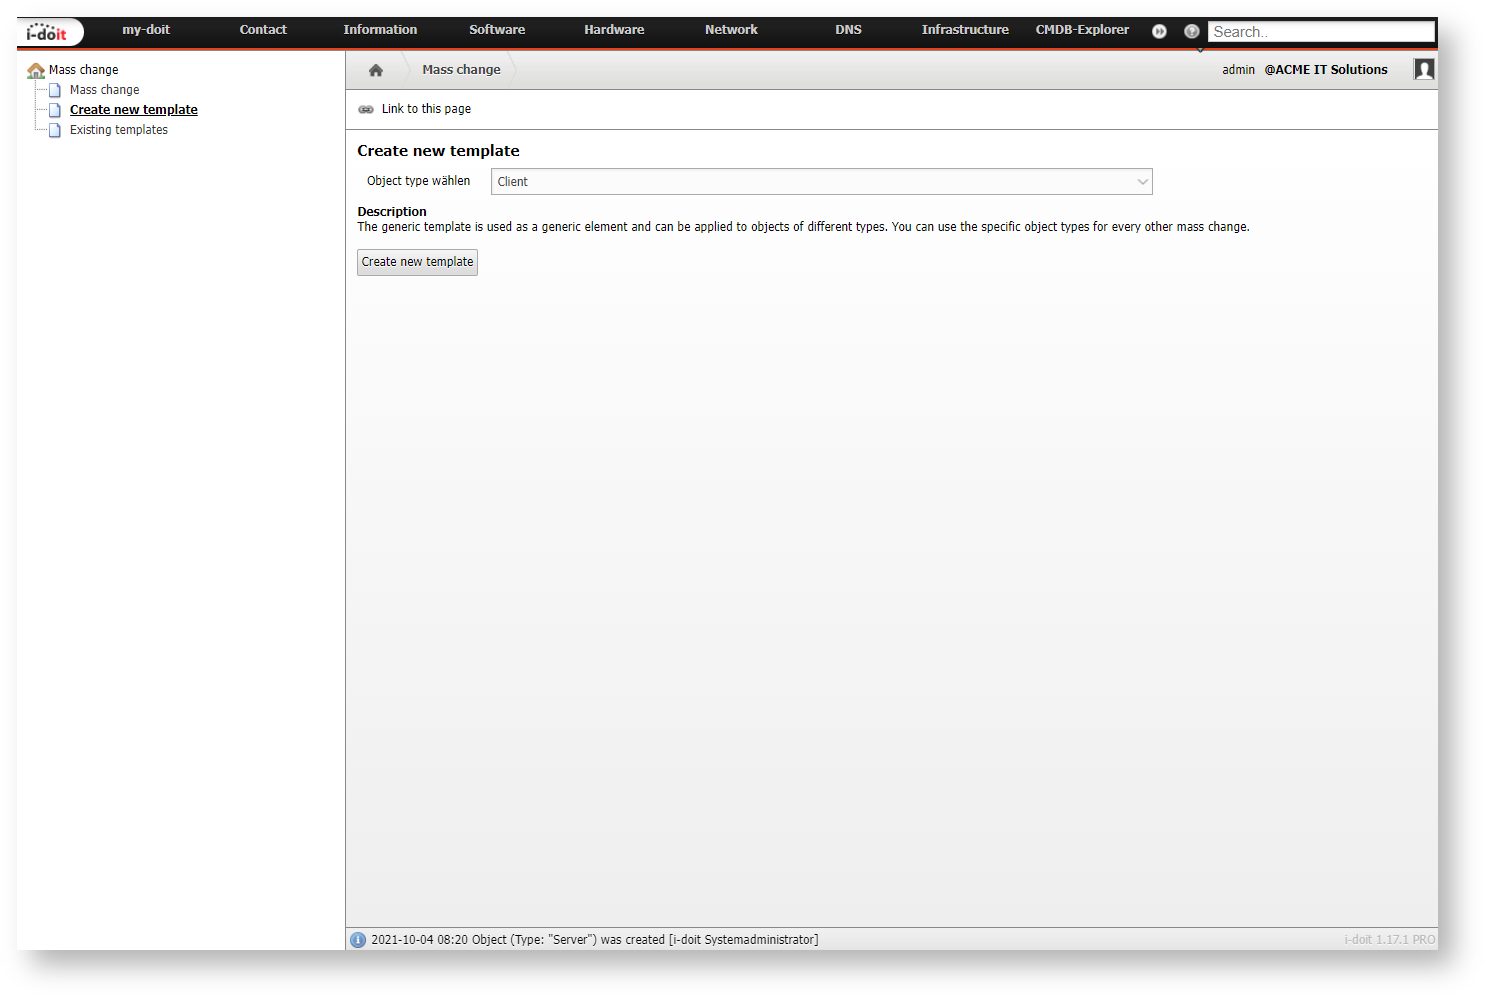 i-doit my-doit Contact Information Software Hardware Network DNS Infrastructure CMDB-Explorer Search..
Mass change
Mass change
Create new template
Existing templates
Mass change admin @ACME IT Solutions
Link to this page
Create new template
Object type wählen Client
Description
The generic template is used as a generic element and can be applied to objects of different types. You can use the specific object types for every other mass change.
Create new template
2021-10-04 08:20 Object (Type: "Server") was created [i-doit Systemadministrator] i-doit 1.17.1 PRO